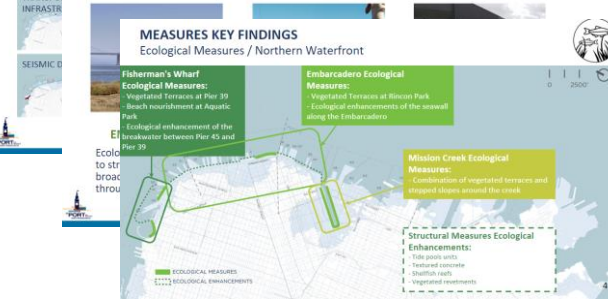 INFRASTR
SEISMIC D
MEASURES KEY FINDINGS
Ecological Measures / Northern Waterfront
Fisherman's Wharf
Ecological Measures:
- Vegetated Terraces at Pier 39
- Beach nourishment at Aquatic
Park
- Ecological enhancement of the
breakwater between Pier 45 and
Pier 39
Embarcadero Ecological
Measures:
- Vegetated Terraces at Rincon Park
- Ecological enhancements of the seawall
along the Embarcadero
0 2500'
E
Ecolo
to str
broad
throu
Mission Creek Ecological
Measures:
- Combination of vegetated terraces and
stepped slopes around the creek
Structural Measures Ecological
Enhancements:
- Tide pools units
- Textured concrete
- Shellfish reefs
- Vegetated revetments
ECOLOGICAL MEASURES
ECOLOGICAL ENHANCEMENTS
PORT
PORT
4